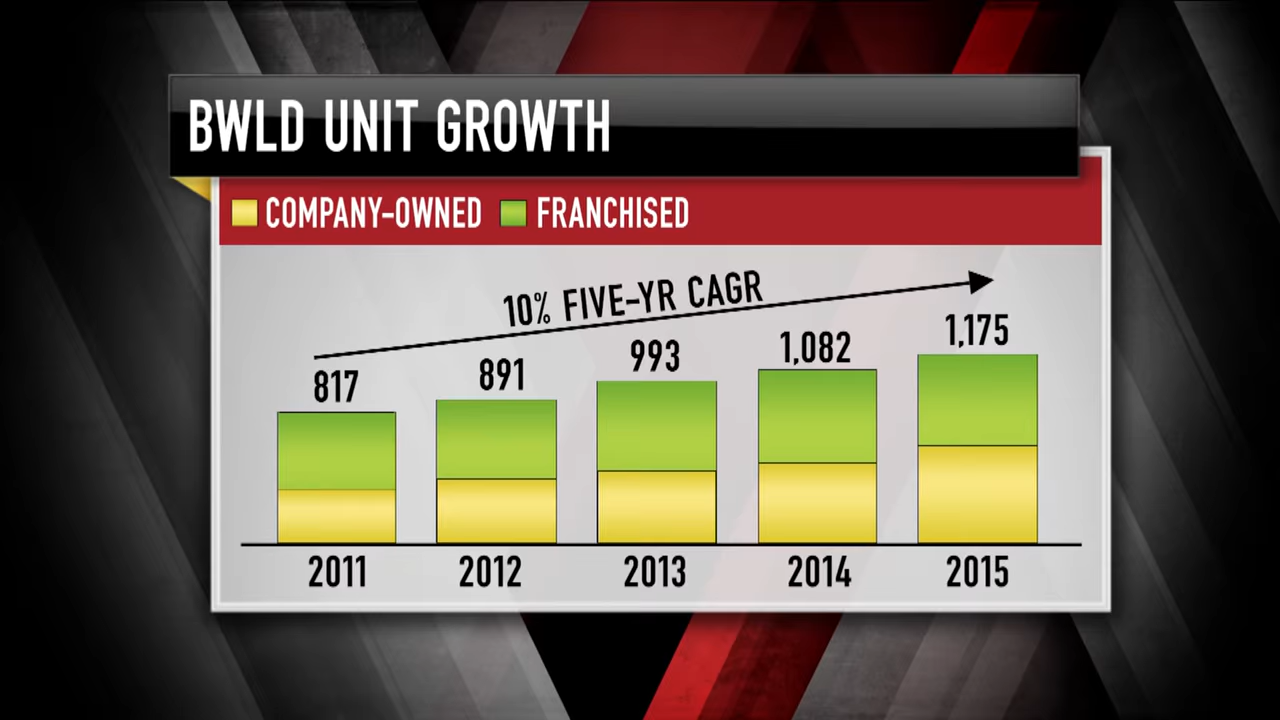 BWLD UNIT GROWTH
COMPANY-OWNED FRANCHISED
10% FIVE-YR CAGR
817 891 993 1,082 1,175
2011 2012 2013 2014 2015